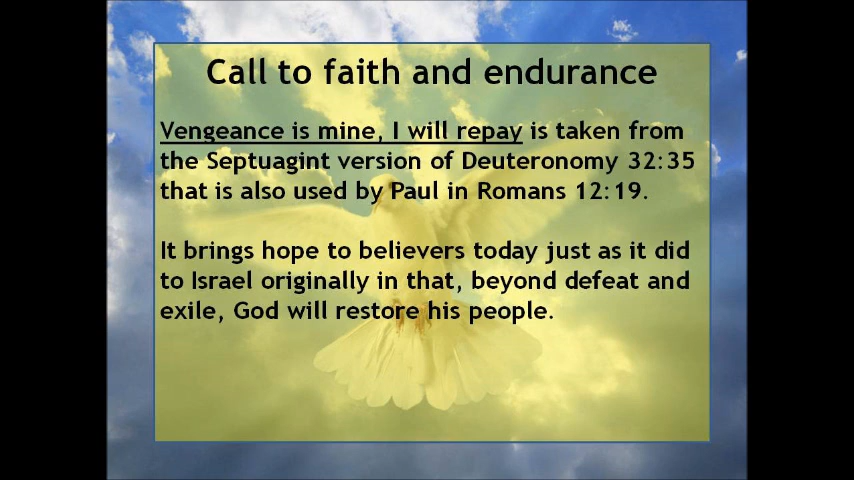 Call to faith and endurance
Vengeance is mine, I will repay is taken from
the Septuagint version of Deuteronomy 32:35
that is also used by Paul in Romans 12:19.
It brings hope to believers today just as it did
to Israel originally in that, beyond defeat and
exile, God will restore his people.